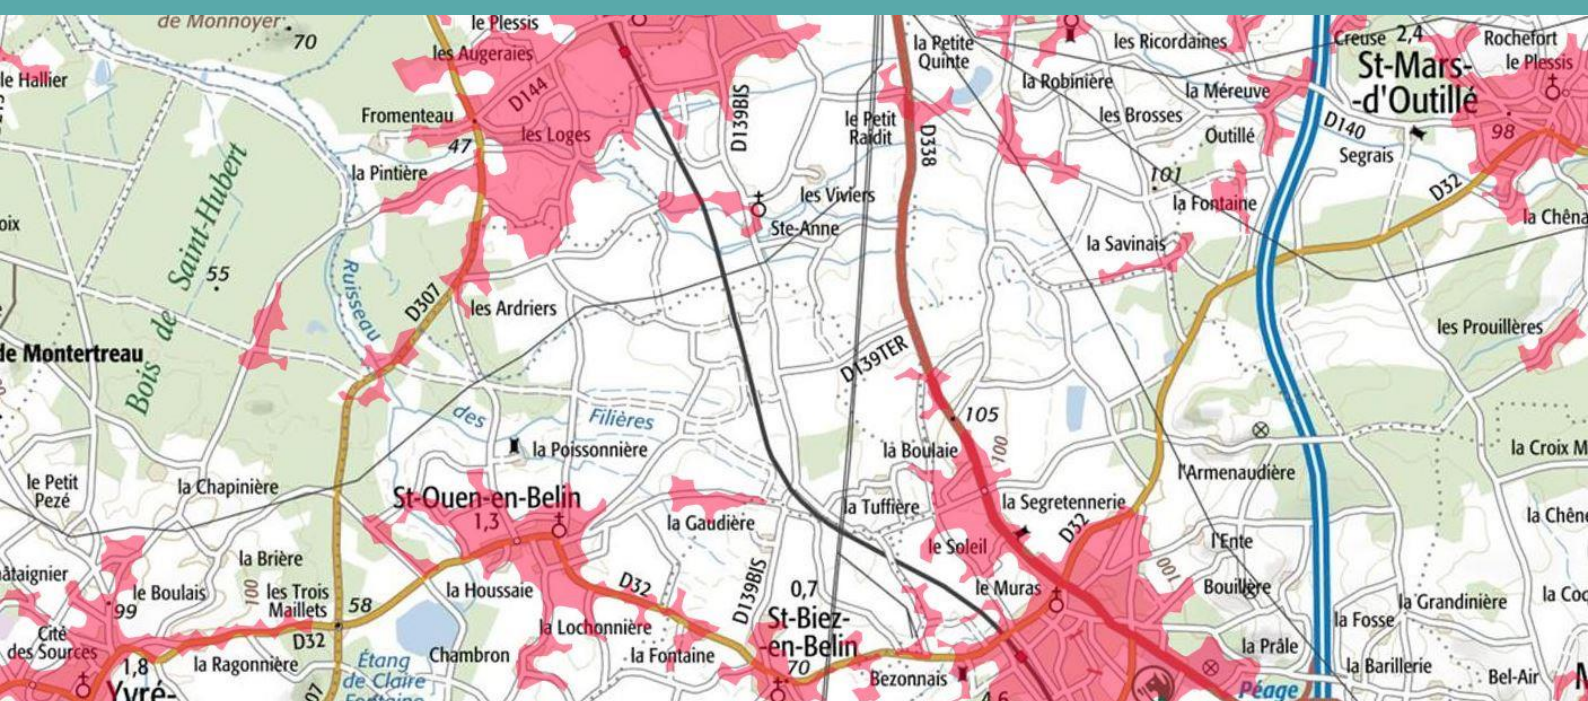 de Monnoyer
70
le Plessis
les Augeraies
la Petite
Quinte
les Ricordaines
Creuse
2,4
Rochefort
St-Mars-
-d'Outillé
le Plessis
le Hallier
D144
D139BIS
la Robinière
la Méreuve
Fromenteau
les Loges
le Petit
Raidit
D338
les Brosses
Outillé
D140
98
47
Segrais
la Pintière
101
D32
Bois de Saint-Hubert
les Viviers
la Fontaine
Ste-Anne
la Savinais
55
Ruisseau
D307
les Ardriers
les Prouillères
de Montertreau
D139TER
des
Filières
105
100
la Poissonnière
la Boulaie
la Croix M
le Petit
Pezé
la Chapinière
l'Armenaudière
St-Ouen-en-Belin
1,3
la Gaudière
la Tuffière
la Segretennerie
D32
l'Ente
la Brière
le Soleil
100
le Boulais
99
100
les Trois
Maillets
58
la Houssaie
D32
D139BIS
0,7
St-Biez-
-en-Belin
70
le Muras
Bouillère
la Grandinière
la Fosse
Cité
des Sources
1,8
Yvré-
la Ragonnière
D32
Étang
de Claire
Fontaine
Chambron
la Lochonnière
la Fontaine
Bezonnais
4,6
la Prâle
la Barillerie
Bel-Air
Péage